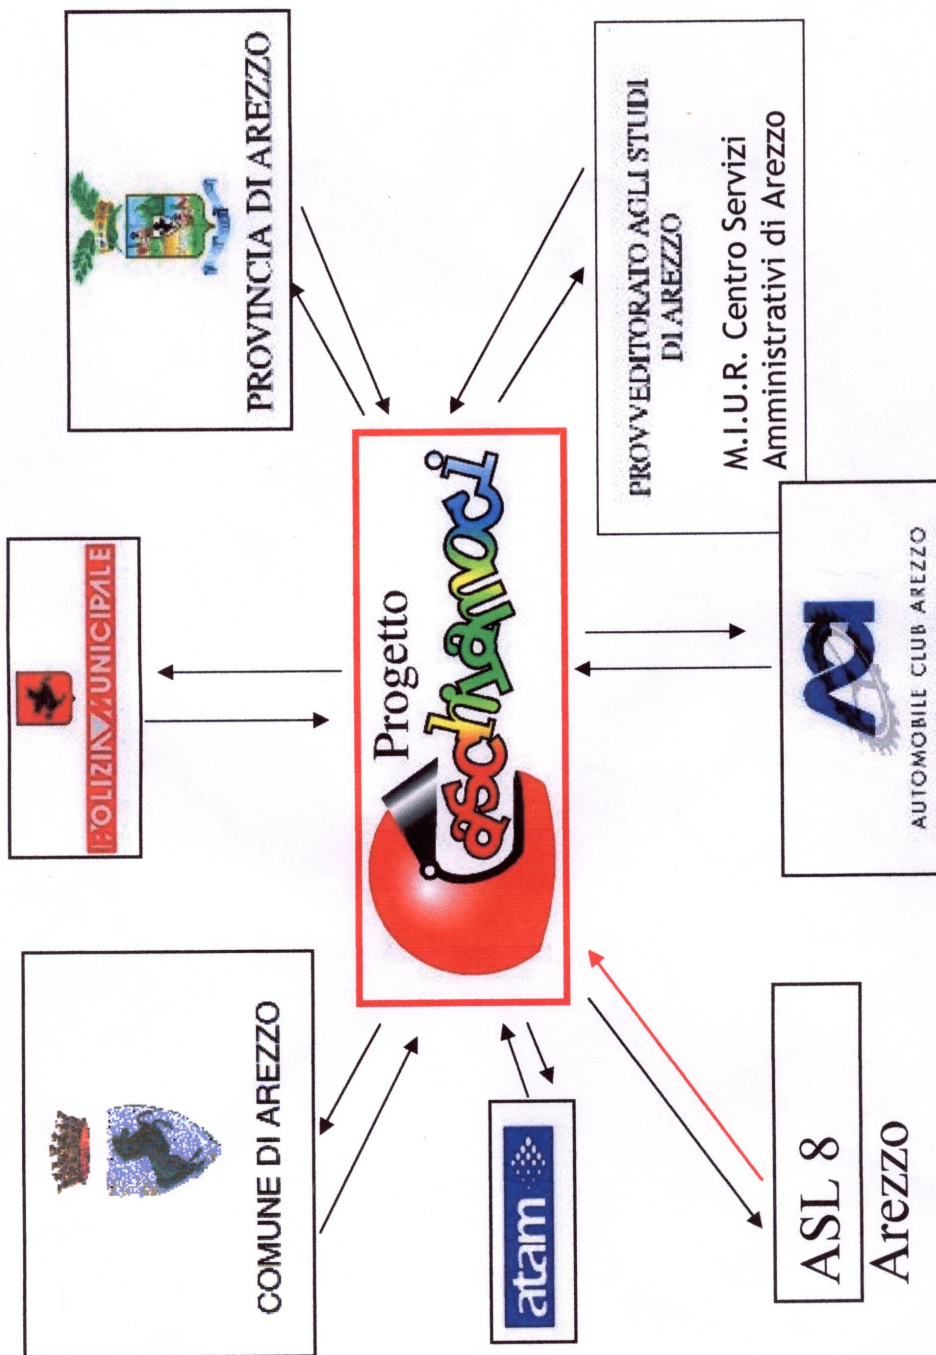 COMUNE DI AREZZO
POLIZIA MUNICIPALE
PROVINCIA DI AREZZO
atam
Progetto
ASL 8
Arezzo
AUTOMOBILE CLUB AREZZO
PROVVEDITORATO AGLI STUDI
DI AREZZO
M.I.U.R. Centro Servizi
Amministrativi di Arezzo